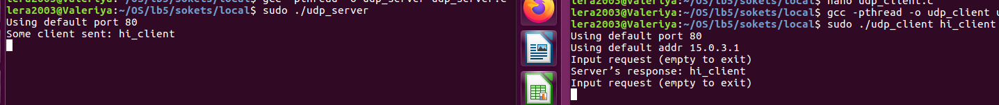 lera2003@Valeriya:~/OS/lb5/sokets/local$ gcc -pthread -o udp_server udp_server.c
lera2003@Valeriya:~/OS/lb5/sokets/local$ sudo ./udp_server
Using default port 80
Some client sent: hi_client
lera2003@Valeriya:~/OS/lb5/sokets/local$ nano udp_client.c
lera2003@Valeriya:~/OS/lb5/sokets/local$ gcc -pthread -o udp_client u
lera2003@Valeriya:~/OS/lb5/sokets/local$ sudo ./udp_client hi_client
Using default port 80
Using default addr 15.0.3.1
Input request (empty to exit)
Server’s response: hi_client
Input request (empty to exit)